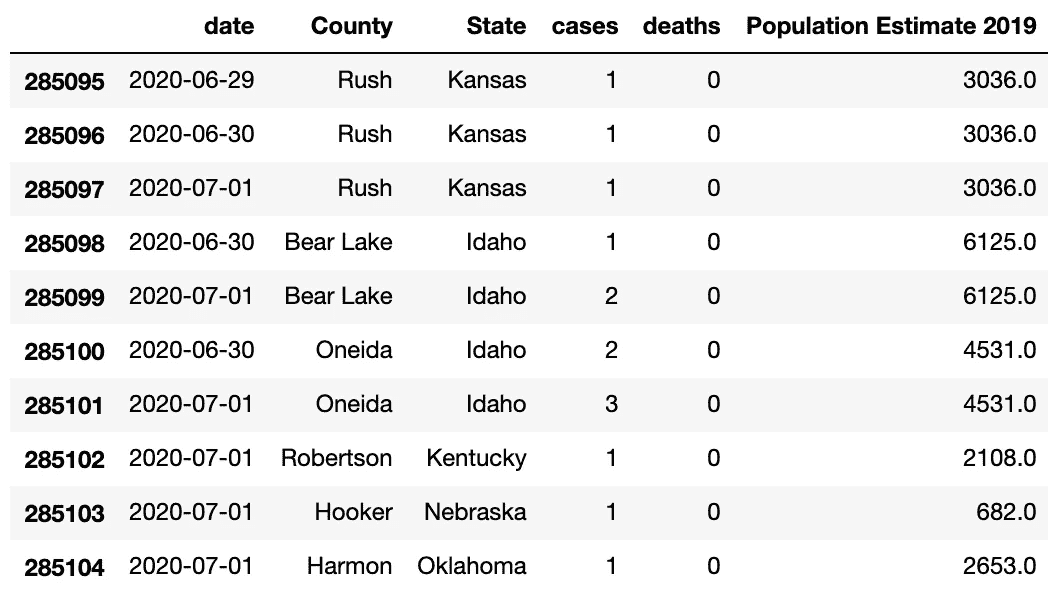 date County State cases deaths Population Estimate 2019
285095 2020-06-29 Rush Kansas 1 0 3036.0
285096 2020-06-30 Rush Kansas 1 0 3036.0
285097 2020-07-01 Rush Kansas 1 0 3036.0
285098 2020-06-30 Bear Lake Idaho 1 0 6125.0
285099 2020-07-01 Bear Lake Idaho 2 0 6125.0
285100 2020-06-30 Oneida Idaho 2 0 4531.0
285101 2020-07-01 Oneida Idaho 3 0 4531.0
285102 2020-07-01 Robertson Kentucky 1 0 2108.0
285103 2020-07-01 Hooker Nebraska 1 0 682.0
285104 2020-07-01 Harmon Oklahoma 1 0 2653.0